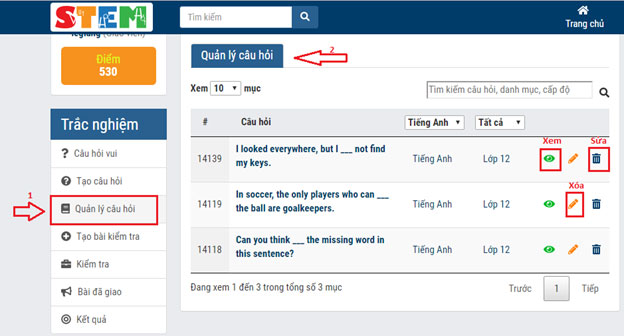 STEM
Tìm kiếm
Trang chủ
(Giáo viên)
Điểm
530
Trắc nghiệm
? Câu hỏi vui
Tạo câu hỏi
1
Quản lý câu hỏi
Tạo bài kiểm tra
Kiểm tra
Bài đã giao
Kết quả
Quản lý câu hỏi
2
Xem 10 mục
Tìm kiếm câu hỏi, danh mục, cấp độ
# Câu hỏi Tiếng Anh Tất cả
Xem Sửa
14139 I looked everywhere, but I ___ not find my keys. Tiếng Anh Lớp 12
Xóa
14119 In soccer, the only players who can ___ the ball are goalkeepers. Tiếng Anh Lớp 12
14118 Can you think ___ the missing word in this sentence? Tiếng Anh Lớp 12
Đang xem 1 đến 3 trong tổng số 3 mục
Trước 1 Tiếp